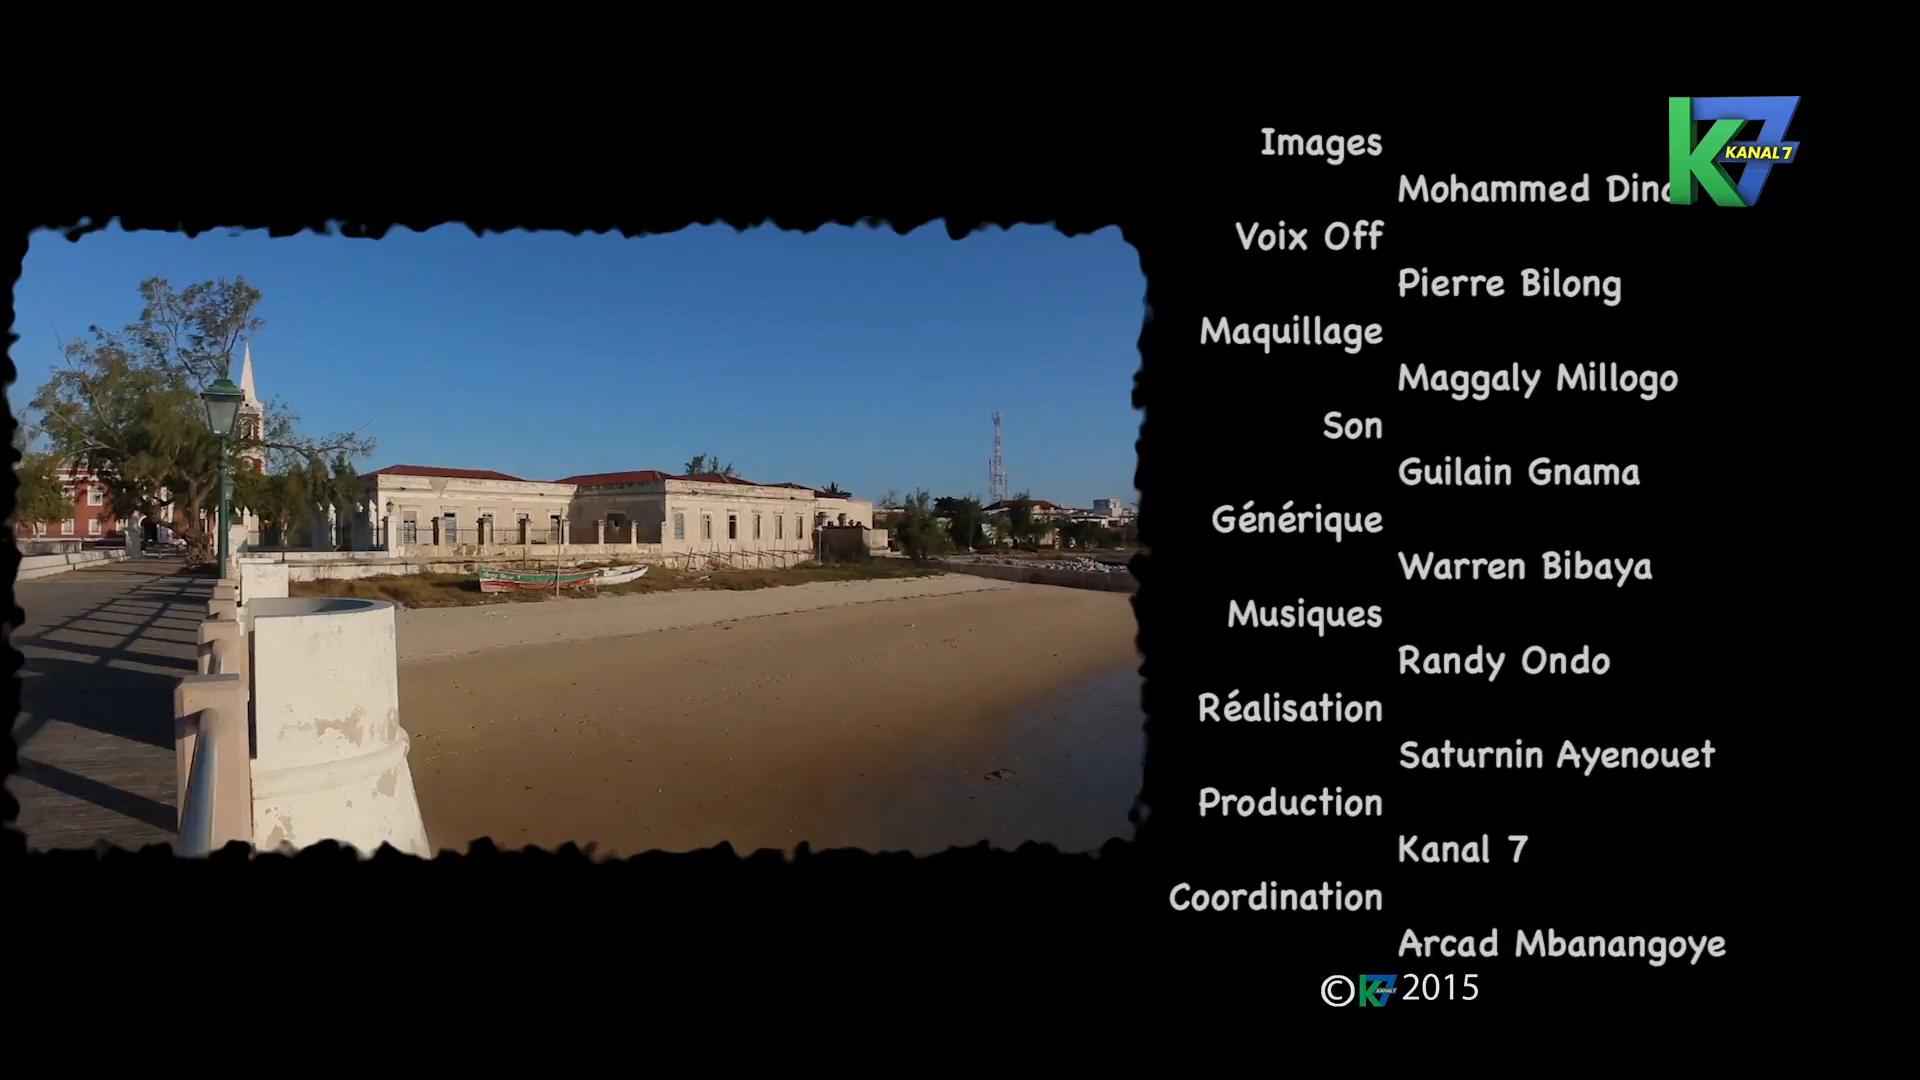 Images
Mohammed
KANAL 7
Voix Off
Pierre Bilong
Maquillage
Maggaly Millogo
Son
Guilain Gnama
Générique
Warren Bibaya
Musiques
Randy Ondo
Réalisation
Saturnin Ayenouet
Production
Kanal 7
Coordination
Arcad Mbanangoye
© K7 2015